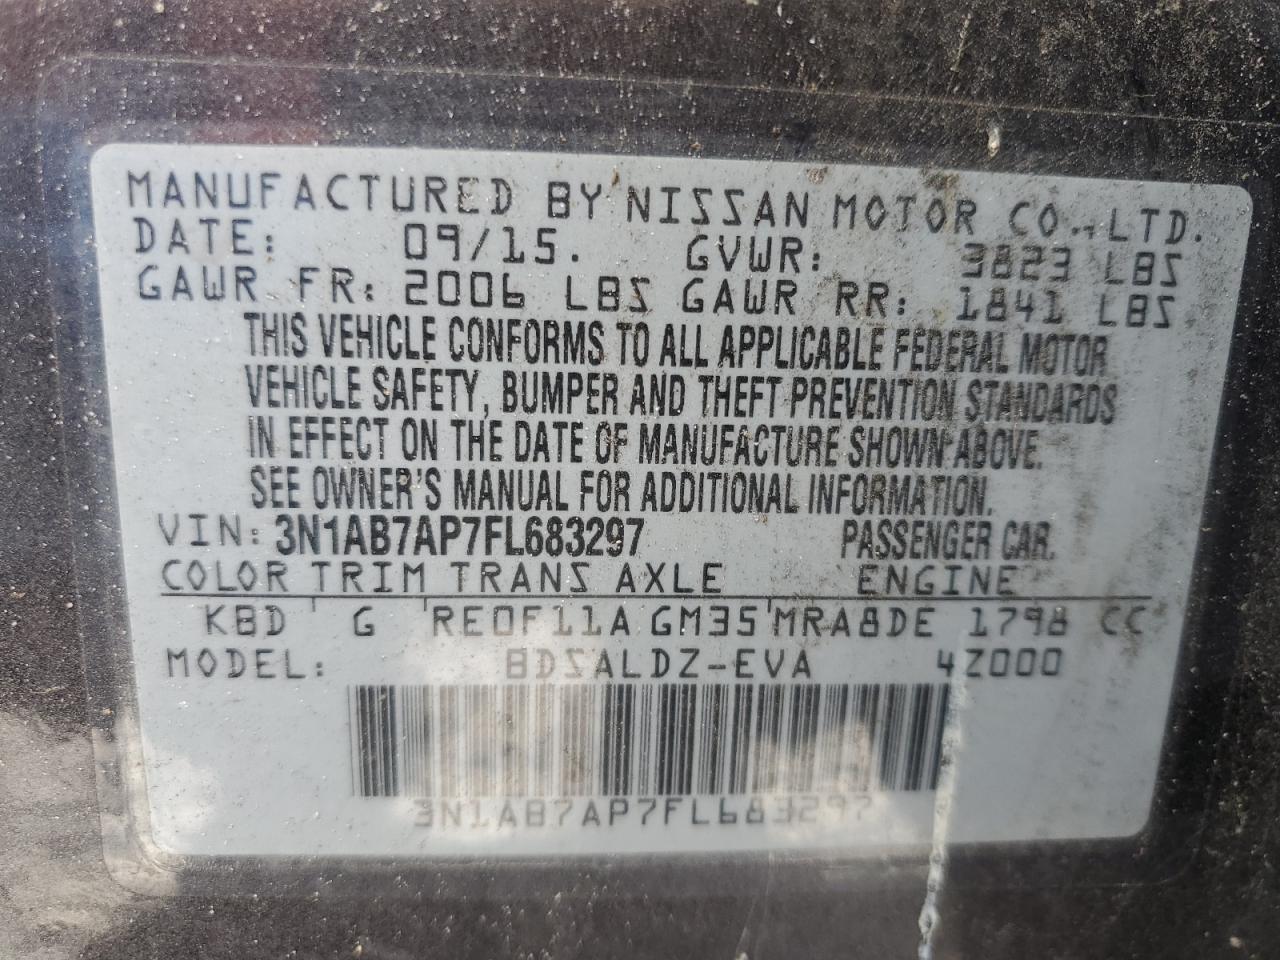 MANUFACTURED BY NISSAN MOTOR CO., LTD.
DATE: 09/15. GVWR: 3823 LBS
GAWR FR: 2006 LBS GAWR RR: 1841 LBS
THIS VEHICLE CONFORMS TO ALL APPLICABLE FEDERAL MOTOR
VEHICLE SAFETY, BUMPER AND THEFT PREVENTION STANDARDS
IN EFFECT ON THE DATE OF MANUFACTURE SHOWN ABOVE.
SEE OWNER'S MANUAL FOR ADDITIONAL INFORMATION.
VIN: 3N1AB7AP7FL683297 PASSENGER CAR.
COLOR TRIM TRANS AXLE ENGINE
KBD G RE0F11A GM35 MRA8DE 1798 CC
MODEL: BDSALDZ-EVA 4Z000
3N1AB7AP7FL683297